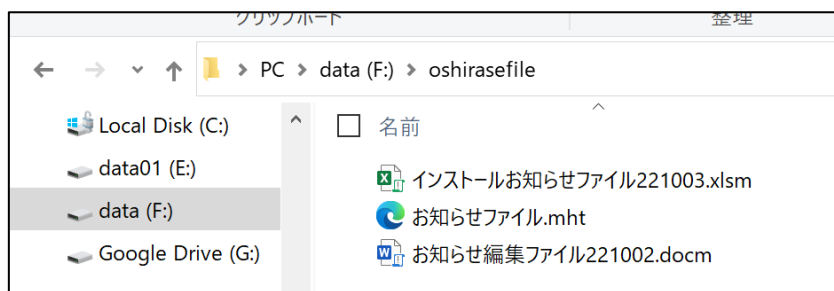 クリップボード 整理
PC > data (F:) > oshirasefile
Local Disk (C:)
data01 (E:)
data (F:)
Google Drive (G:)
名前
インストールお知らせファイル221003.xlsm
お知らせファイル.mht
お知らせ編集ファイル221002.docm